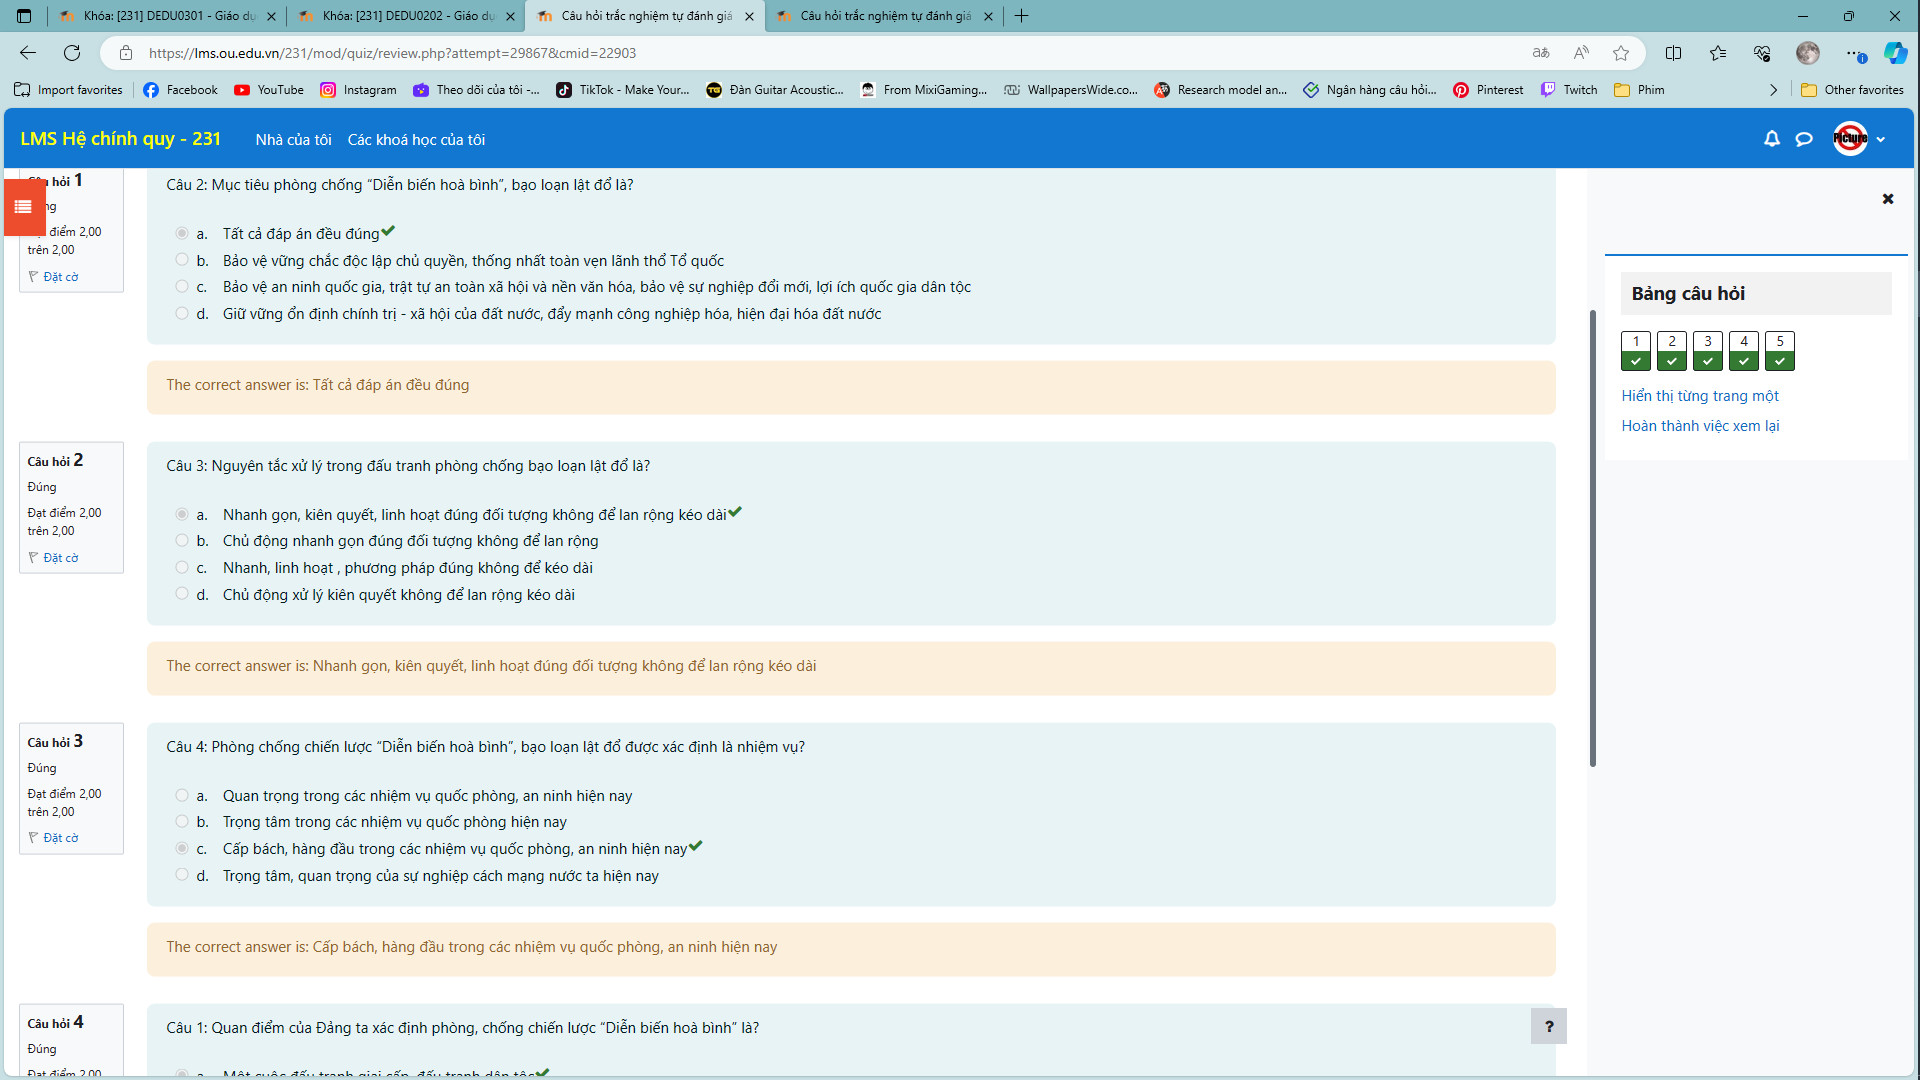 Khóa: [231] DEDU0301 - Giáo dụ
Khóa: [231] DEDU0202 - Giáo dụ
Câu hỏi trắc nghiệm tự đánh giá
Câu hỏi trắc nghiệm tự đánh giá
https://lms.ou.edu.vn/231/mod/quiz/review.php?attempt=29867&cmid=22903
Import favorites
Facebook
YouTube
Instagram
Theo dõi của tôi -...
TikTok - Make Your...
Đàn Guitar Acoustic...
From MixiGaming...
WallpapersWide.co...
Research model an...
Ngân hàng câu hỏi...
Pinterest
Twitch
Phim
Other favorites
LMS Hệ chính quy - 231
Nhà của tôi
Các khoá học của tôi
Picture
hỏi 1
điểm 2,00
trên 2,00
Đặt cờ
Câu 2: Mục tiêu phòng chống “Diễn biến hoà bình”, bạo loạn lật đổ là?
a. Tất cả đáp án đều đúng
b. Bảo vệ vững chắc độc lập chủ quyền, thống nhất toàn vẹn lãnh thổ Tổ quốc
c. Bảo vệ an ninh quốc gia, trật tự an toàn xã hội và nền văn hóa, bảo vệ sự nghiệp đổi mới, lợi ích quốc gia dân tộc
d. Giữ vững ổn định chính trị - xã hội của đất nước, đẩy mạnh công nghiệp hóa, hiện đại hóa đất nước
The correct answer is: Tất cả đáp án đều đúng
Câu hỏi 2
Đúng
Đạt điểm 2,00
trên 2,00
Đặt cờ
Câu 3: Nguyên tắc xử lý trong đấu tranh phòng chống bạo loạn lật đổ là?
a. Nhanh gọn, kiên quyết, linh hoạt đúng đối tượng không để lan rộng kéo dài
b. Chủ động nhanh gọn đúng đối tượng không để lan rộng
c. Nhanh, linh hoạt , phương pháp đúng không để kéo dài
d. Chủ động xử lý kiên quyết không để lan rộng kéo dài
The correct answer is: Nhanh gọn, kiên quyết, linh hoạt đúng đối tượng không để lan rộng kéo dài
Câu hỏi 3
Đúng
Đạt điểm 2,00
trên 2,00
Đặt cờ
Câu 4: Phòng chống chiến lược “Diễn biến hoà bình”, bạo loạn lật đổ được xác định là nhiệm vụ?
a. Quan trọng trong các nhiệm vụ quốc phòng, an ninh hiện nay
b. Trọng tâm trong các nhiệm vụ quốc phòng hiện nay
c. Cấp bách, hàng đầu trong các nhiệm vụ quốc phòng, an ninh hiện nay
d. Trọng tâm, quan trọng của sự nghiệp cách mạng nước ta hiện nay
The correct answer is: Cấp bách, hàng đầu trong các nhiệm vụ quốc phòng, an ninh hiện nay
Câu hỏi 4
Đúng
Đạt điểm 2,00
Câu 1: Quan điểm của Đảng ta xác định phòng, chống chiến lược “Diễn biến hoà bình” là?
a. Một cuộc đấu tranh giai cấp, đấu tranh dân tộc
Bảng câu hỏi
1 2 3 4 5
Hiển thị từng trang một
Hoàn thành việc xem lại
?